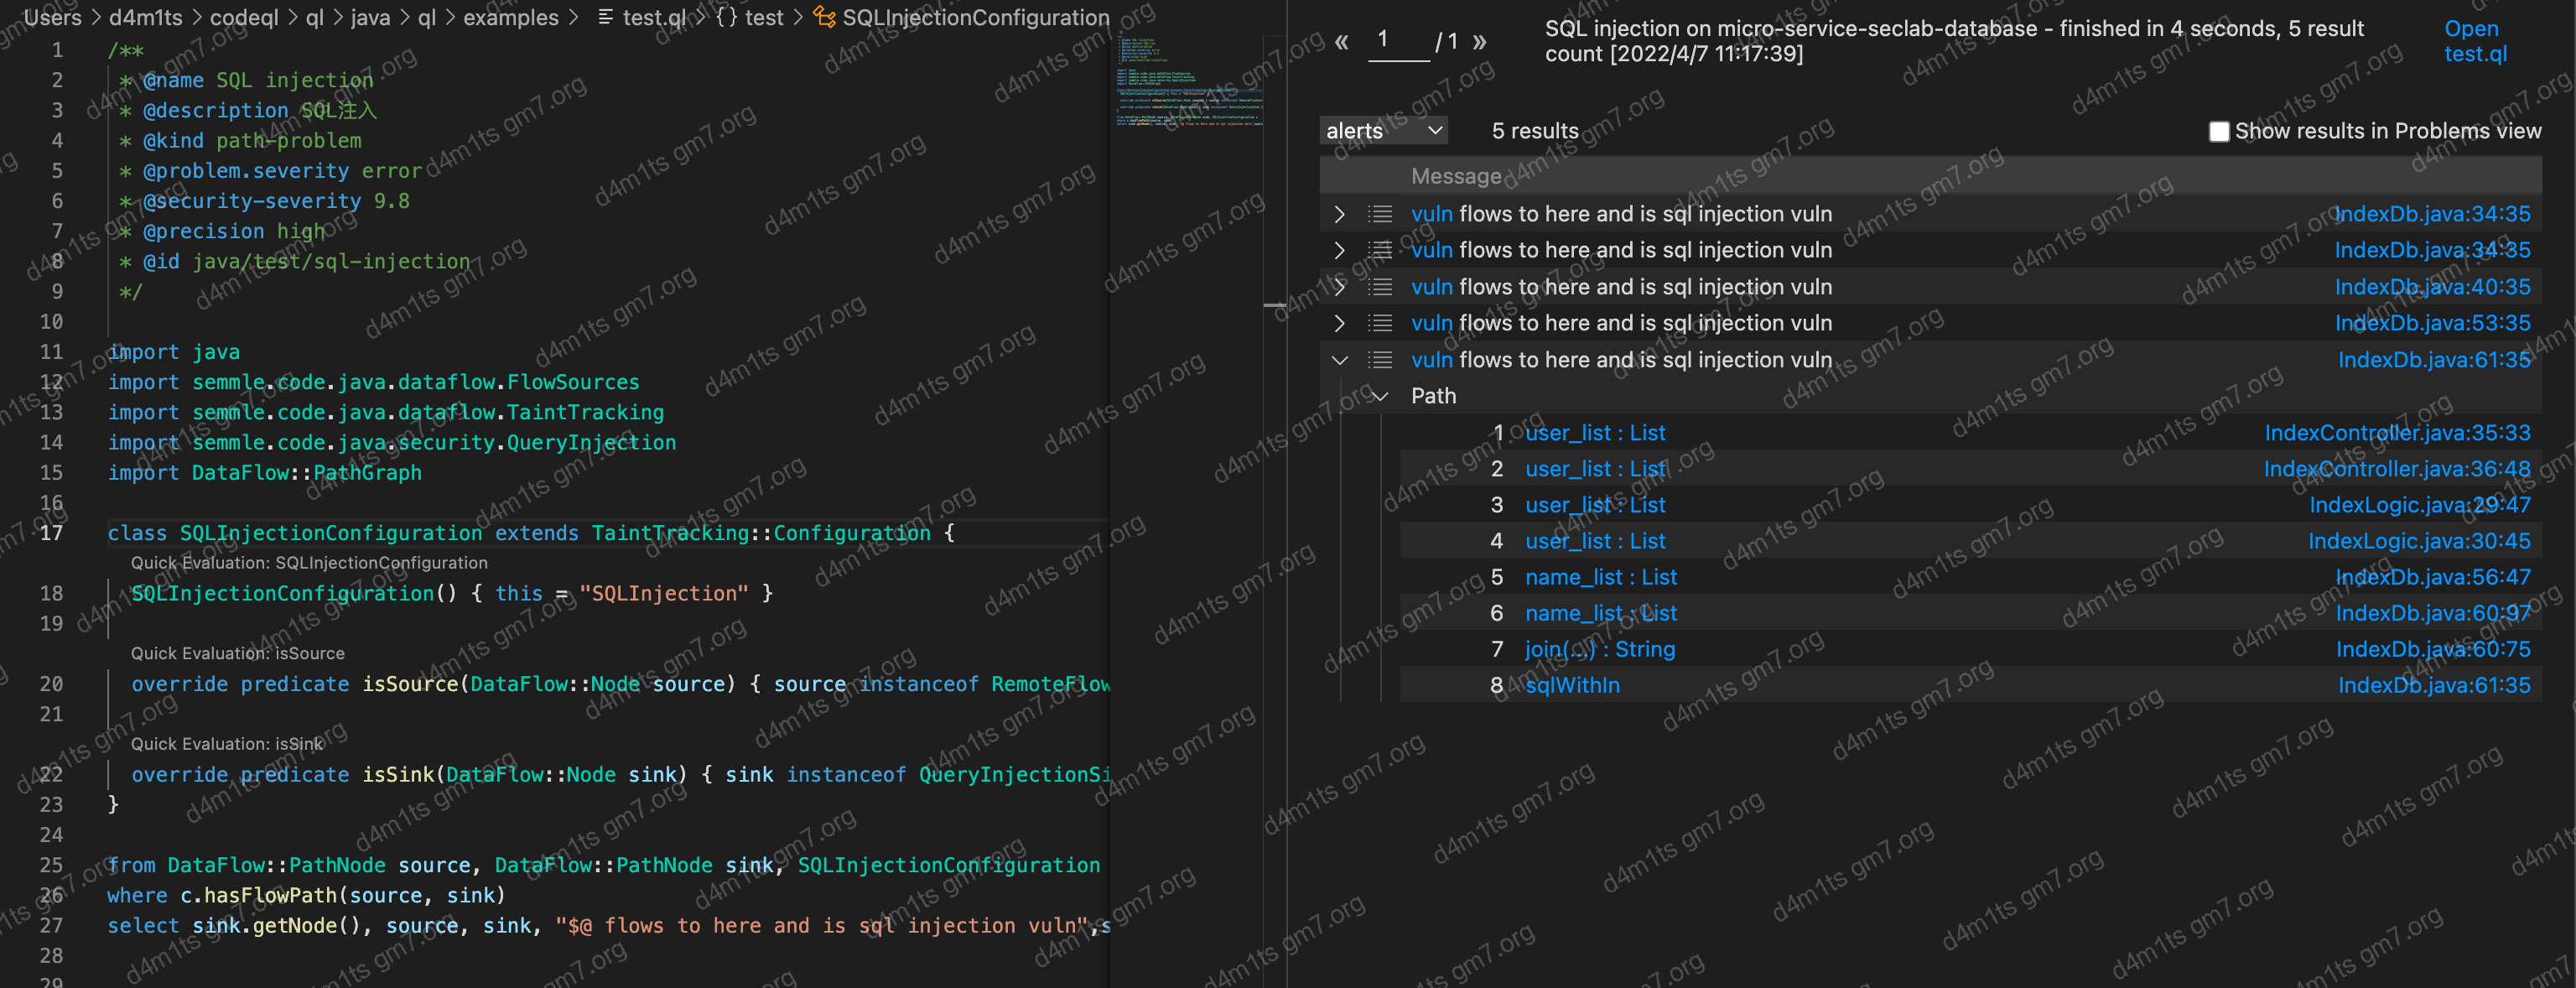 Users > d4m1ts > codeql > ql > java > ql > examples > test.ql > {} test > SQLInjectionConfiguration
1 /**
2 * @name SQL injection
3 * @description SQL注入
4 * @kind path-problem
5 * @problem.severity error
6 * @security-severity 9.8
7 * @precision high
8 * @id java/test/sql-injection
9 */
10
11 import java
12 import semmle.code.java.dataflow.FlowSources
13 import semmle.code.java.dataflow.TaintTracking
14 import semmle.code.java.security.QueryInjection
15 import DataFlow::PathGraph
16
17 class SQLInjectionConfiguration extends TaintTracking::Configuration {
Quick Evaluation: SQLInjectionConfiguration
18 SQLInjectionConfiguration() { this = "SQLInjection" }
19
Quick Evaluation: isSource
20 override predicate isSource(DataFlow::Node source) { source instanceof RemoteFlow
21
Quick Evaluation: isSink
22 override predicate isSink(DataFlow::Node sink) { sink instanceof QueryInjectionSi
23 }
24
25 from DataFlow::PathNode source, DataFlow::PathNode sink, SQLInjectionConfiguration
26 where c.hasFlowPath(source, sink)
27 select sink.getNode(), source, sink, "$@ flows to here and is sql injection vuln",s
28
29
« 1 / 1 »
SQL injection on micro-service-seclab-database - finished in 4 seconds, 5 result
count [2022/4/7 11:17:39]
Open
test.ql
alerts 5 results Show results in Problems view
Message
vuln flows to here and is sql injection vuln IndexDb.java:34:35
vuln flows to here and is sql injection vuln IndexDb.java:34:35
vuln flows to here and is sql injection vuln IndexDb.java:40:35
vuln flows to here and is sql injection vuln IndexDb.java:53:35
vuln flows to here and is sql injection vuln IndexDb.java:61:35
Path
1 user_list : List IndexController.java:35:33
2 user_list : List IndexController.java:36:48
3 user_list : List IndexLogic.java:29:47
4 user_list : List IndexLogic.java:30:45
5 name_list : List IndexDb.java:56:47
6 name_list : List IndexDb.java:60:97
7 join(...) : String IndexDb.java:60:75
8 sqlWithIn IndexDb.java:61:35
d4m1ts gm7.org